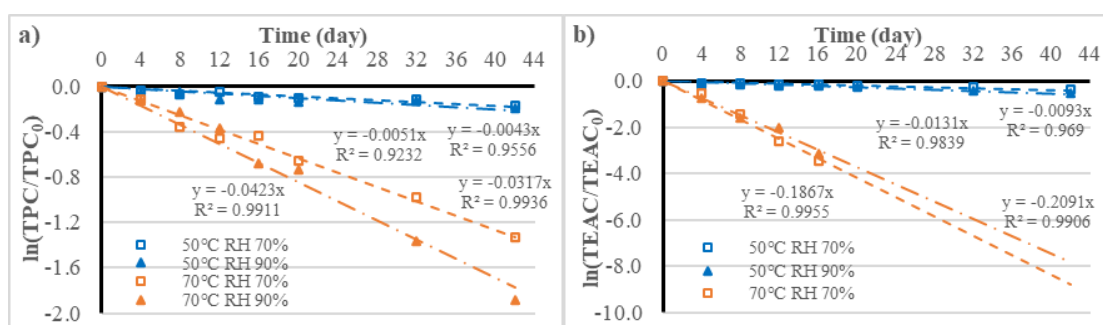 a)
Time (day)
0 4 8 12 16 20 24 28 32 36 40 44
ln(TPC/TPC₀)
0.0
-0.4
-0.8
-1.2
-1.6
-2.0
y = -0.0051x
R² = 0.9232
y = -0.0043x
R² = 0.9556
y = -0.0423x
R² = 0.9911
y = -0.0317x
R² = 0.9936
50°C RH 70%
50°C RH 90%
70°C RH 70%
70°C RH 90%
b)
Time (day)
0 4 8 12 16 20 24 28 32 36 40 44
ln(TEAC/TEAC₀)
0.0
-2.0
-4.0
-6.0
-8.0
-10.0
y = -0.0131x
R² = 0.9839
y = -0.0093x
R² = 0.969
y = -0.1867x
R² = 0.9955
y = -0.2091x
R² = 0.9906
50°C RH 70%
50°C RH 90%
70°C RH 70%